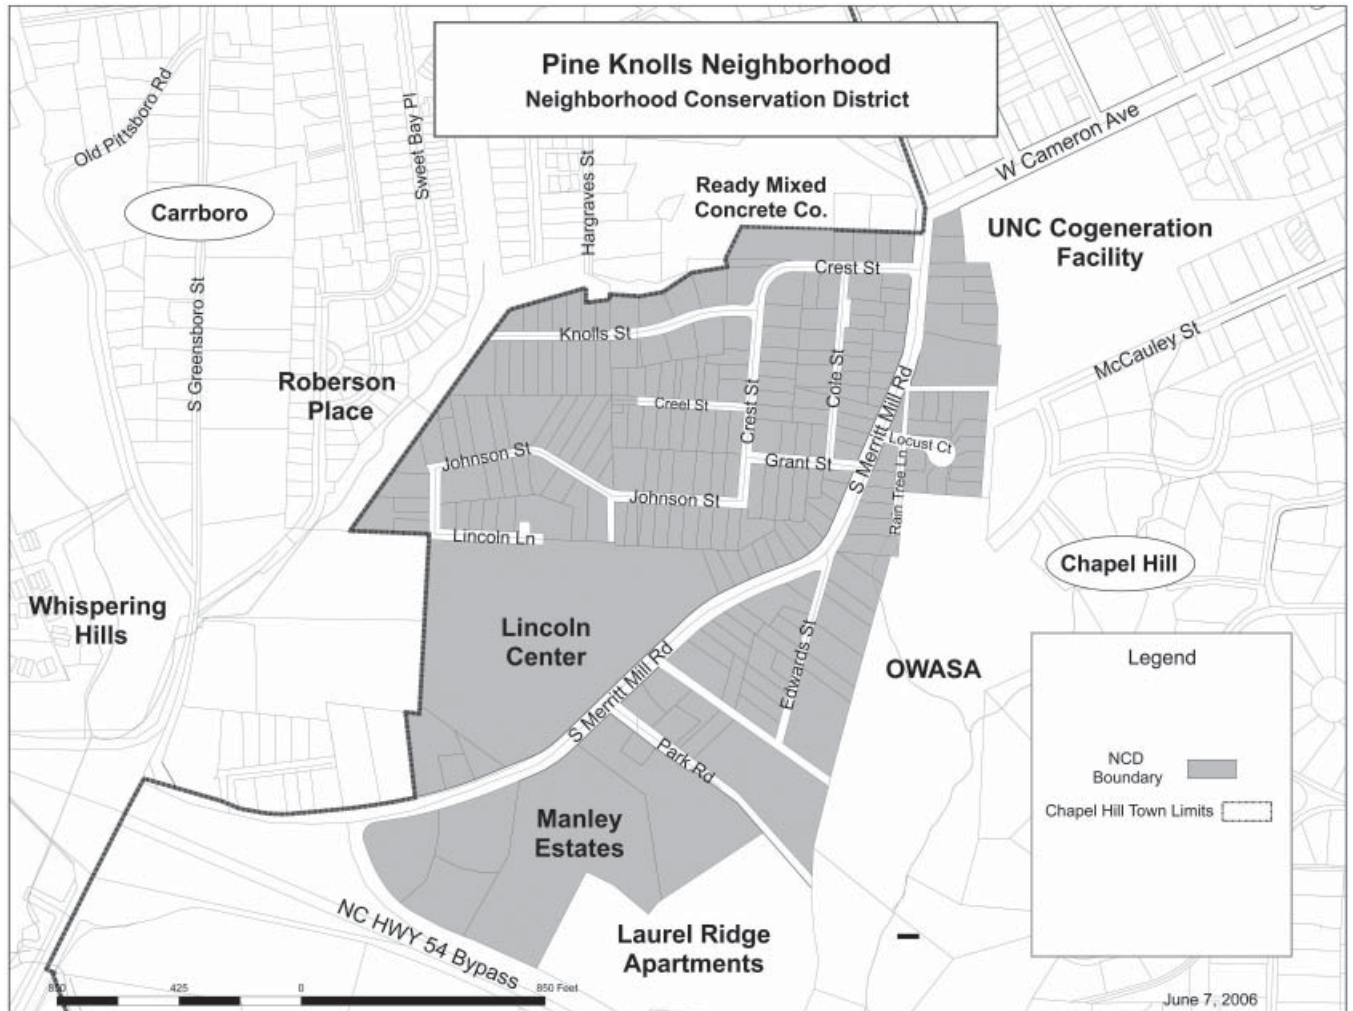 Pine Knolls Neighborhood
Neighborhood Conservation District
Old Pittsboro Rd
Sweet Bay Pl
Hargraves St
W Cameron Ave
Carrboro
Ready Mixed
Concrete Co.
UNC Cogeneration
Facility
S Greensboro St
Crest St
Knolls St
McCauley St
Roberson
Place
Cole St
Creel St
Crest St
S Merritt Mill Rd
Locust Ct
Johnson St
Grant St
Rain Tree Ln
Johnson St
Lincoln Ln
Chapel Hill
Whispering
Hills
Lincoln
Center
Edwards St
OWASA
S Merritt Mill Rd
Park Rd
Manley
Estates
Legend
NCD
Boundary
Chapel Hill Town Limits
NC HWY 54 Bypass
Laurel Ridge
Apartments
850 425 0 850 Feet
June 7, 2006